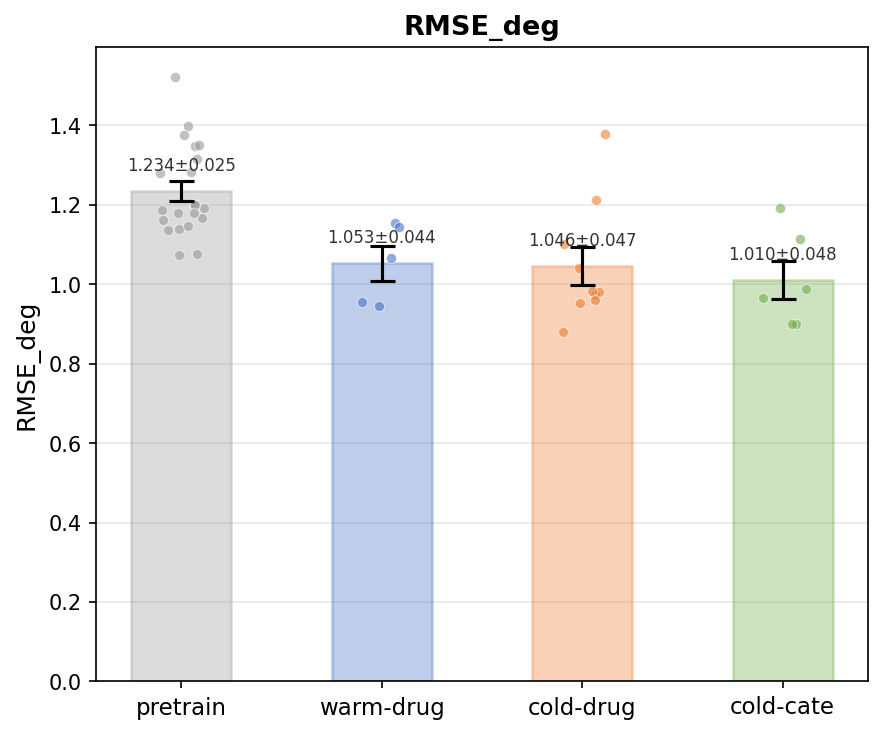 RMSE_deg
RMSE_deg
1.4
1.2
1.0
0.8
0.6
0.4
0.2
0.0
1.234±0.025
1.053±0.044
1.046±0.047
1.010±0.048
pretrain
warm-drug
cold-drug
cold-cate